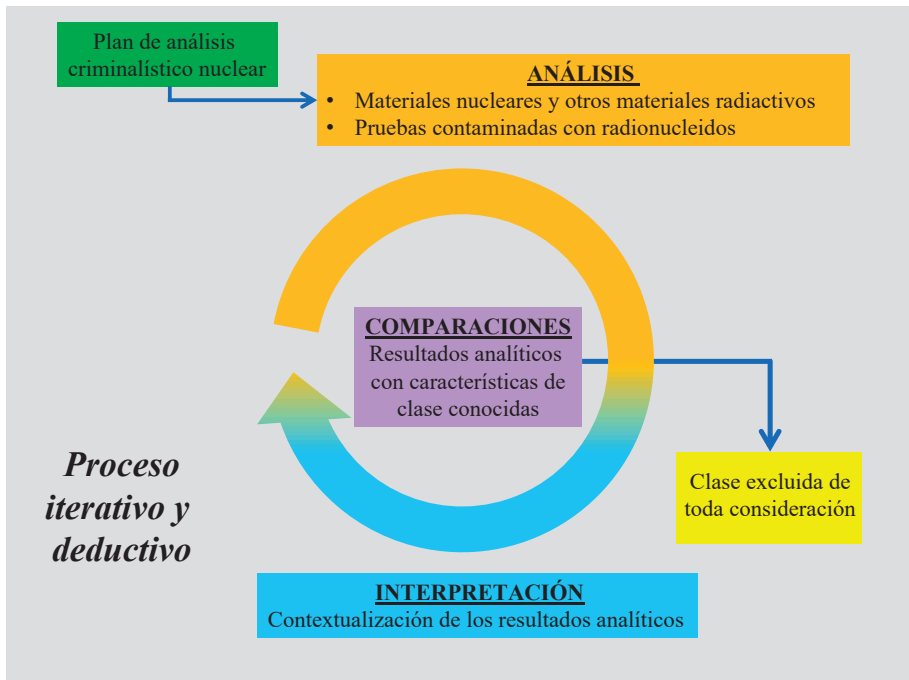 Plan de análisis
criminalístico nuclear
ANÁLISIS
• Materiales nucleares y otros materiales radiactivos
• Pruebas contaminadas con radionucleidos
COMPARACIONES
Resultados analíticos
con características de
clase conocidas
Clase excluida de
toda consideración
Proceso
iterativo y
deductivo
INTERPRETACIÓN
Contextualización de los resultados analíticos